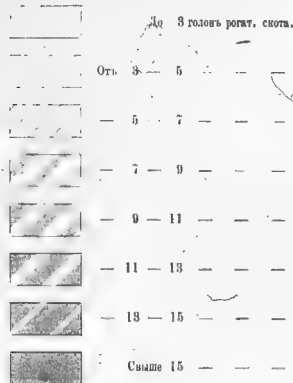 До 3 головъ рогат. скота.
Отъ 3 — 5 — — —
— 5 — 7 — — —
— 7 — 9 — — —
— 9 — 11 — — —
— 11 — 13 — — —
— 13 — 15 — — —
Свыше 15 — — —